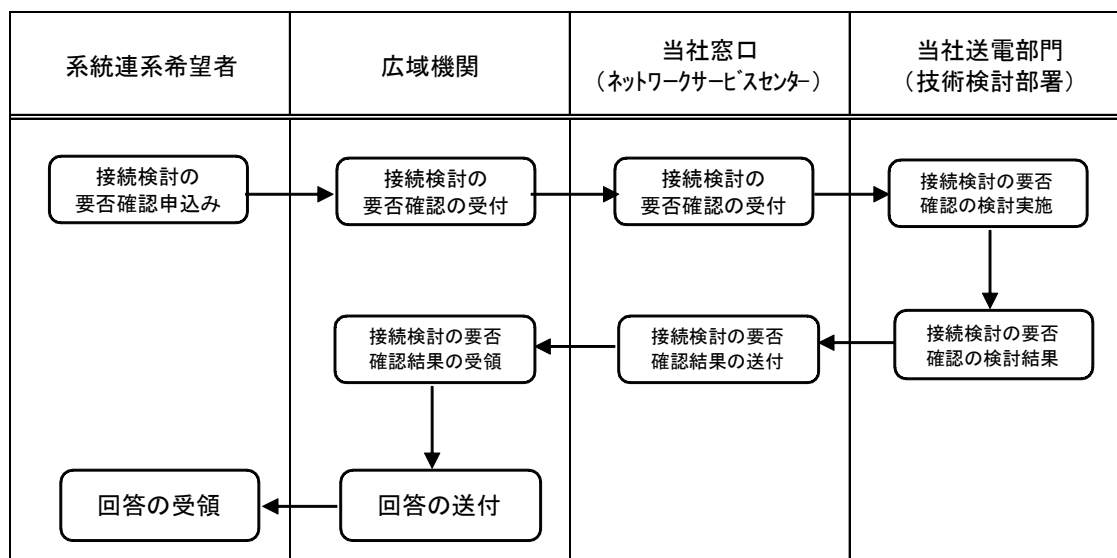 系統連系希望者
広域機関
当社窓口
（ﾈｯﾄﾜｰｸｻｰﾋﾞｽｾﾝﾀｰ）
当社送電部門
（技術検討部署）
接続検討の
要否確認申込み
接続検討の
要否確認の受付
接続検討の
要否確認の受付
接続検討の要否
確認の検討実施
接続検討の要否
確認結果の受領
接続検討の要否
確認結果の送付
接続検討の要否
確認の検討結果
回答の受領
回答の送付